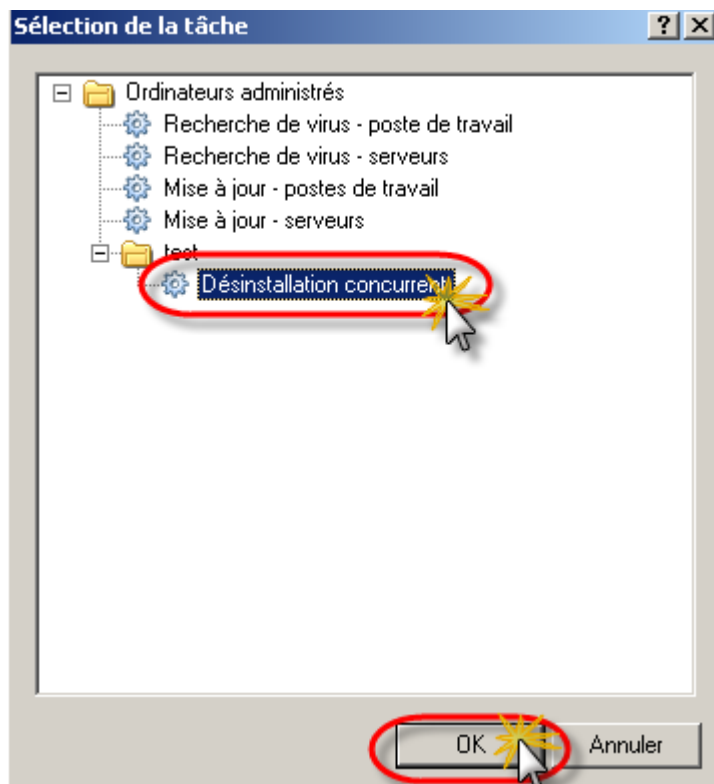 Sélection de la tâche
Ordinateurs administrés
Recherche de virus - poste de travail
Recherche de virus - serveurs
Mise à jour - postes de travail
Mise à jour - serveurs
test
Désinstallation concurrent
OK
Annuler